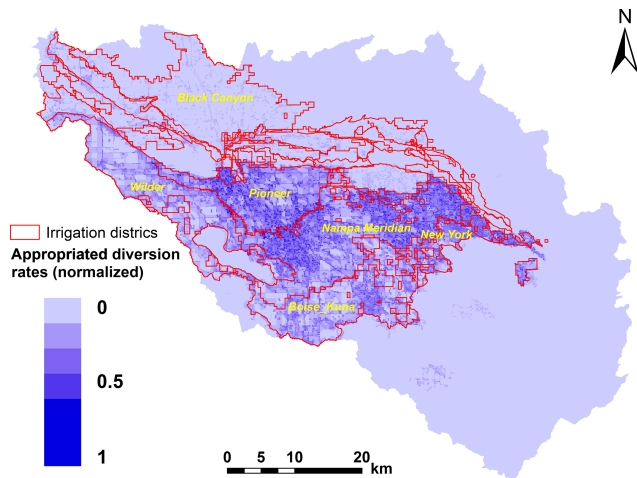 N
Black Canyon
Wilder
Pioneer
Nampa Meridian
New York
Boise_Kuna
Irrigation districs
Appropriated diversion
rates (normalized)
0
0.5
1
0 5 10 20
km